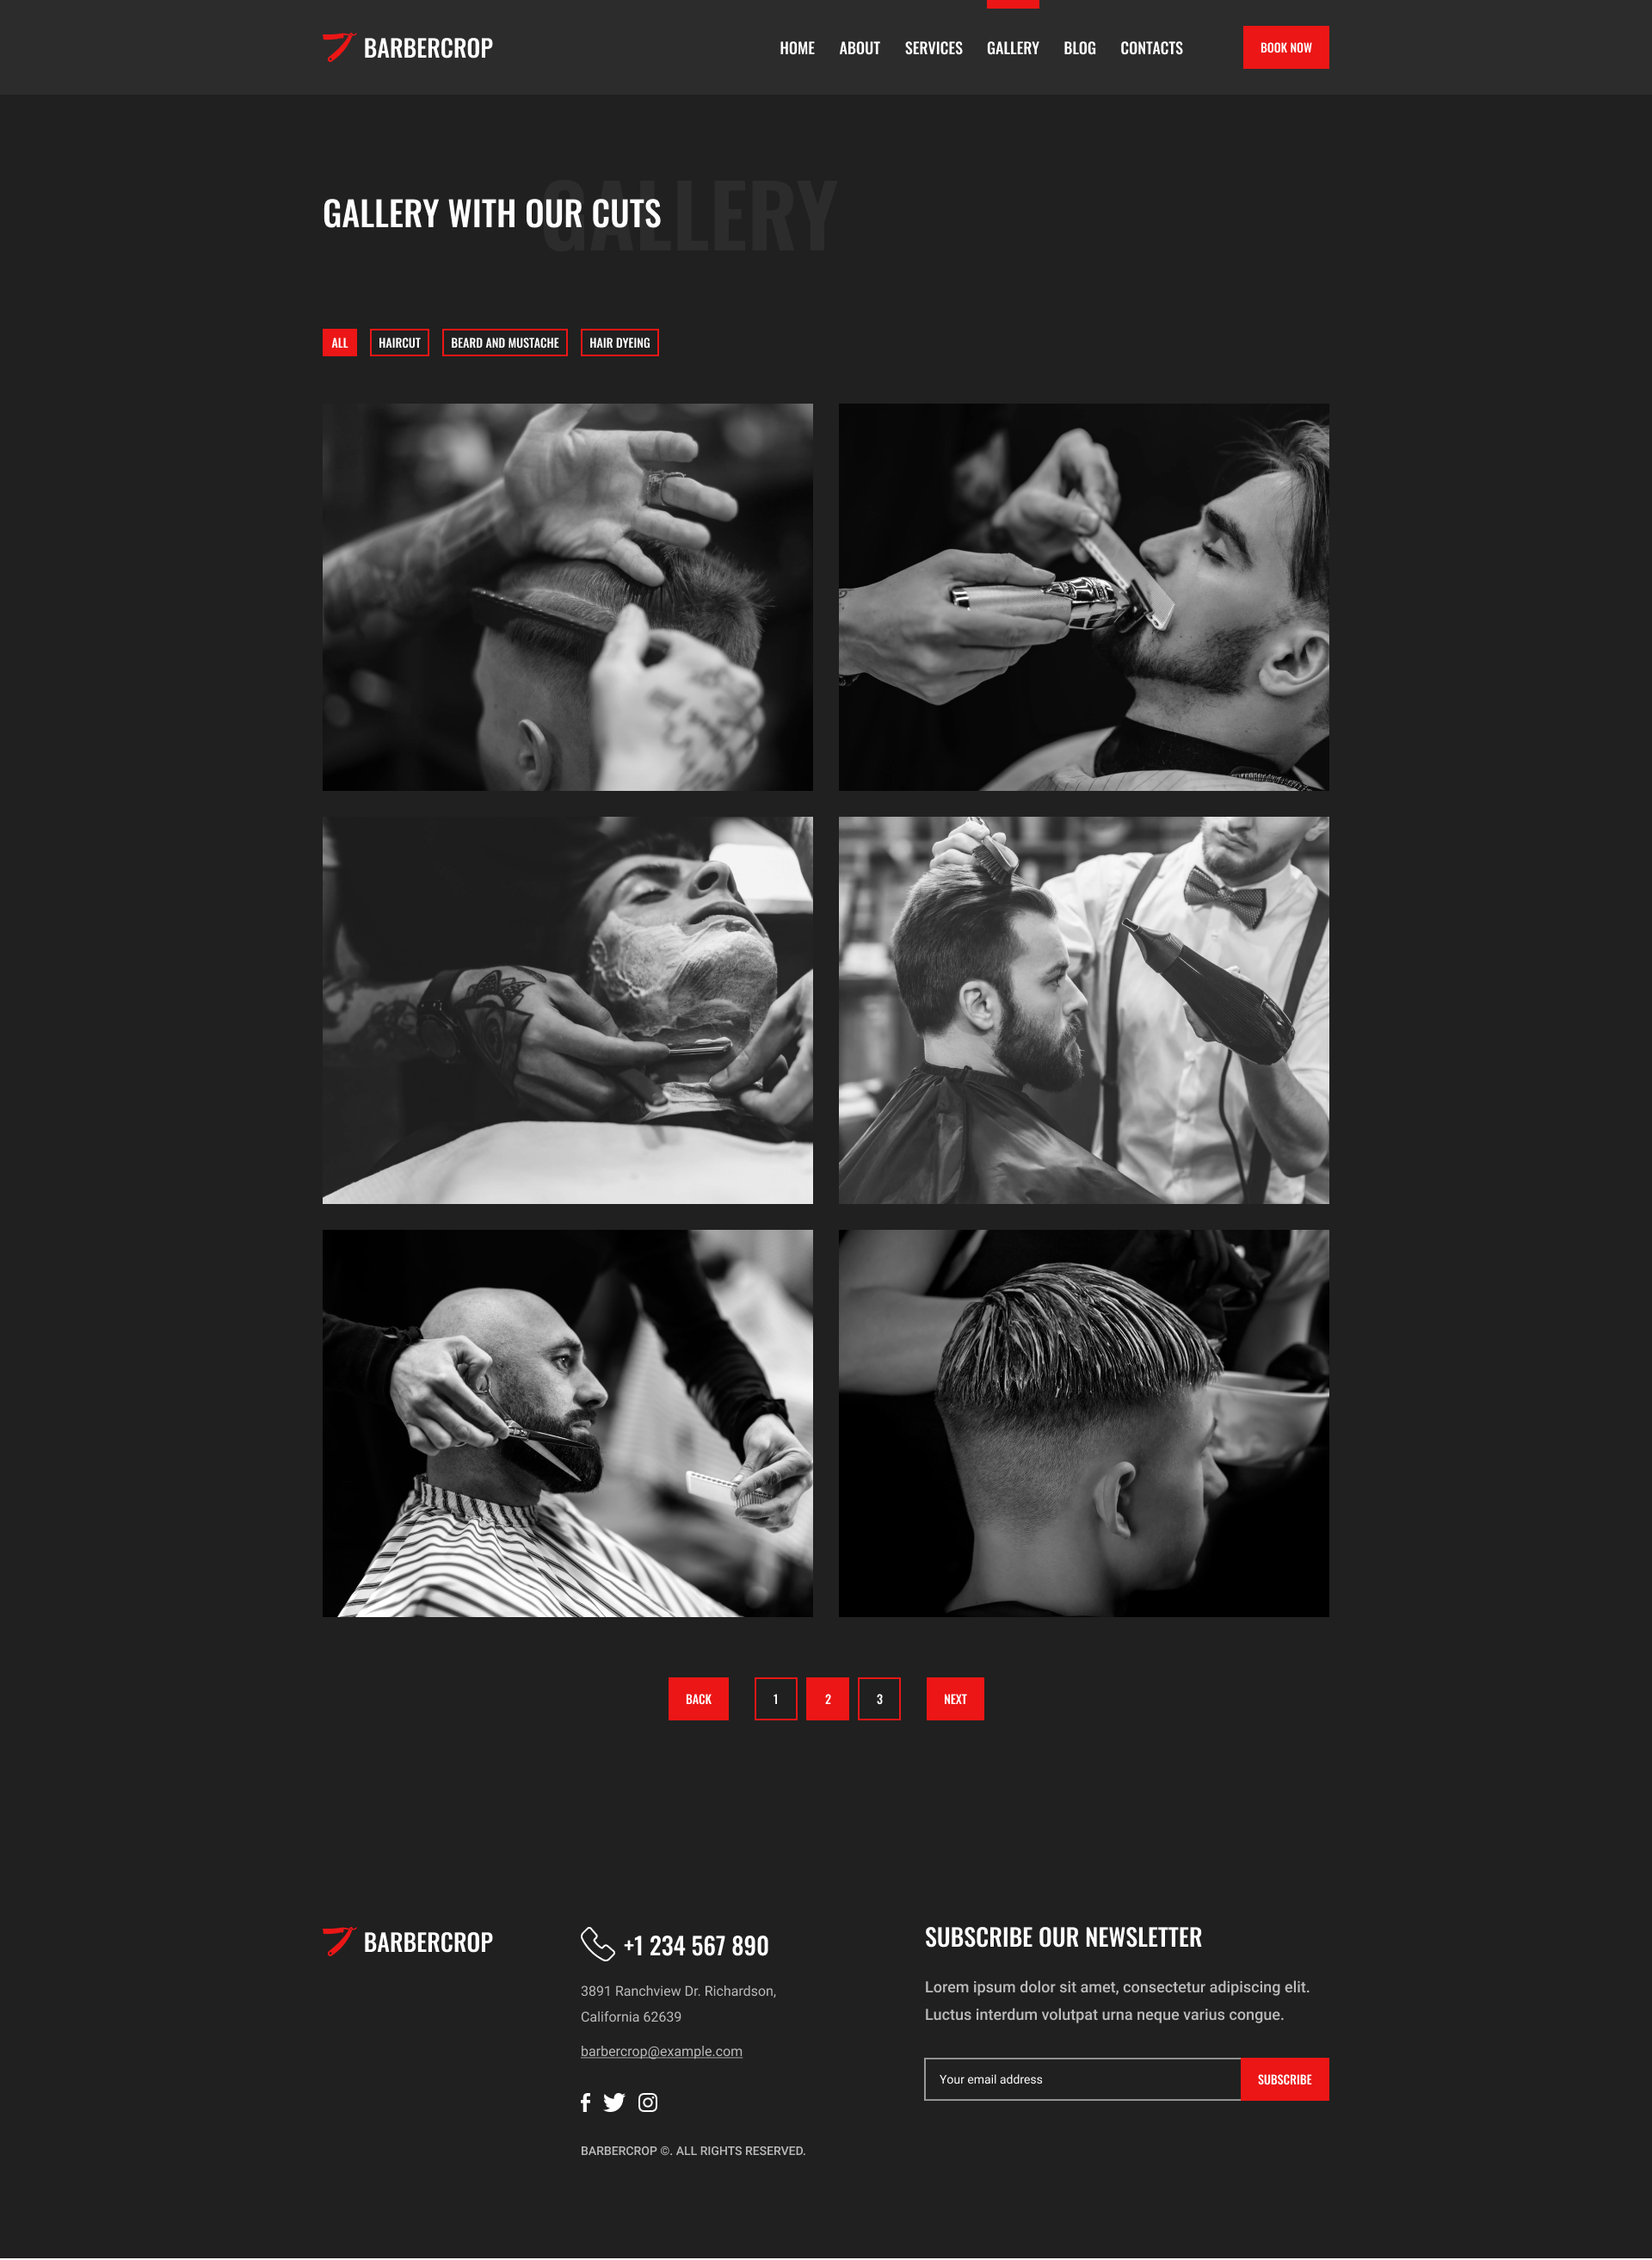 BARBERCROP
HOME ABOUT SERVICES GALLERY BLOG CONTACTS BOOK NOW
GALLERY
GALLERY WITH OUR CUTS
ALL HAIRCUT BEARD AND MUSTACHE HAIR DYEING
BACK 1 2 3 NEXT
BARBERCROP
+1 234 567 890
3891 Ranchview Dr. Richardson,
California 62639
barbercrop@example.com
BARBERCROP ©. ALL RIGHTS RESERVED.
SUBSCRIBE OUR NEWSLETTER
Lorem ipsum dolor sit amet, consectetur adipiscing elit.
Luctus interdum volutpat urna neque varius congue.
Your email address SUBSCRIBE